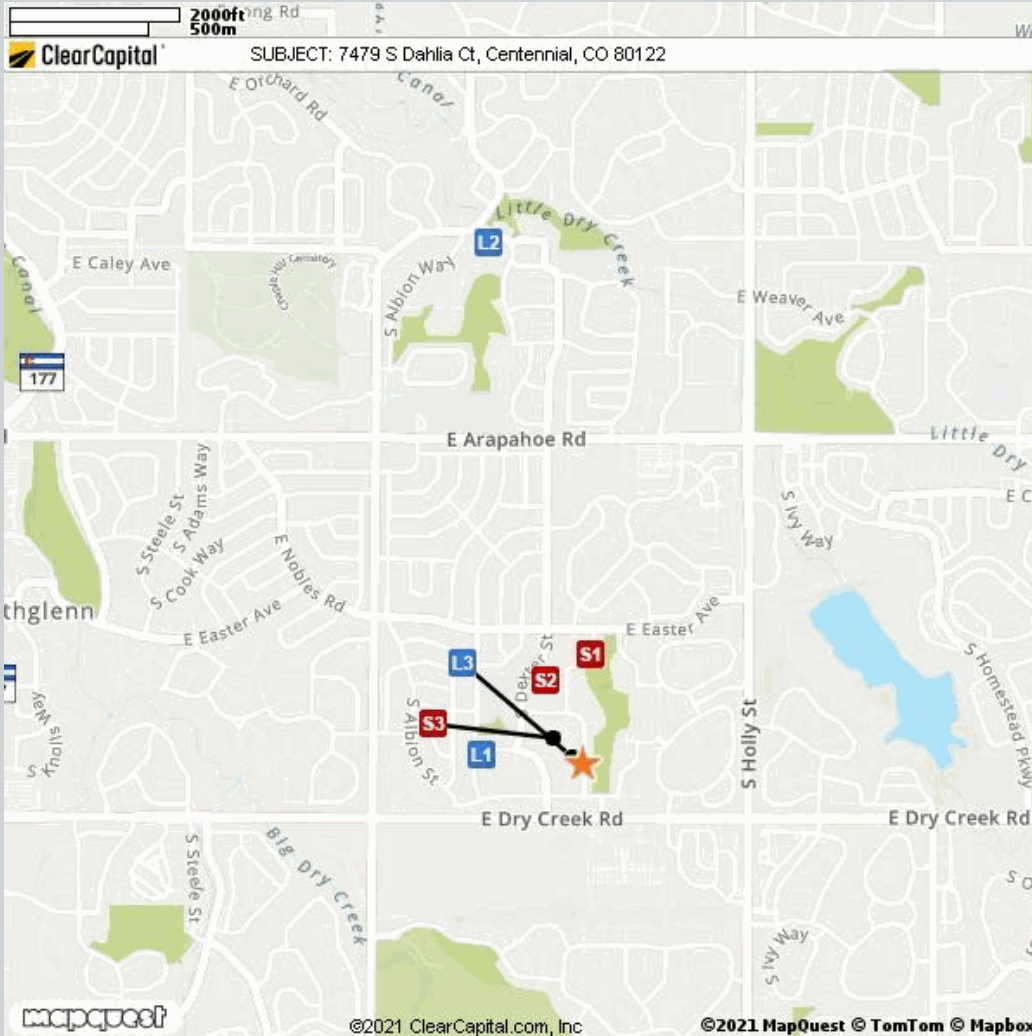 2000ft
500m
ClearCapital
SUBJECT: 7479 S Dahlia Ct, Centennial, CO 80122
E Orchard Rd
Canal
Little Dry Creek
L2
E Caley Ave
Canal
S Albion Way
E Weaver Ave
177
E Arapahoe Rd
Little Dry
S Steele St
S Adams Way
S Cook Way
S Ivy Way
E C
E Nobles Rd
thglenn
E Easter Ave
E Easter Ave
S1
L3
S2
S Homestead Pkwy
S3
S Albion St
L1
S Knolls Way
S Holly St
E Dry Creek Rd
E Dry Creek Rd
S Steele St
Big Dry Creek
S Ivy Way
mapquest
©2021 ClearCapital.com, Inc
©2021 MapQuest © TomTom © Mapbox